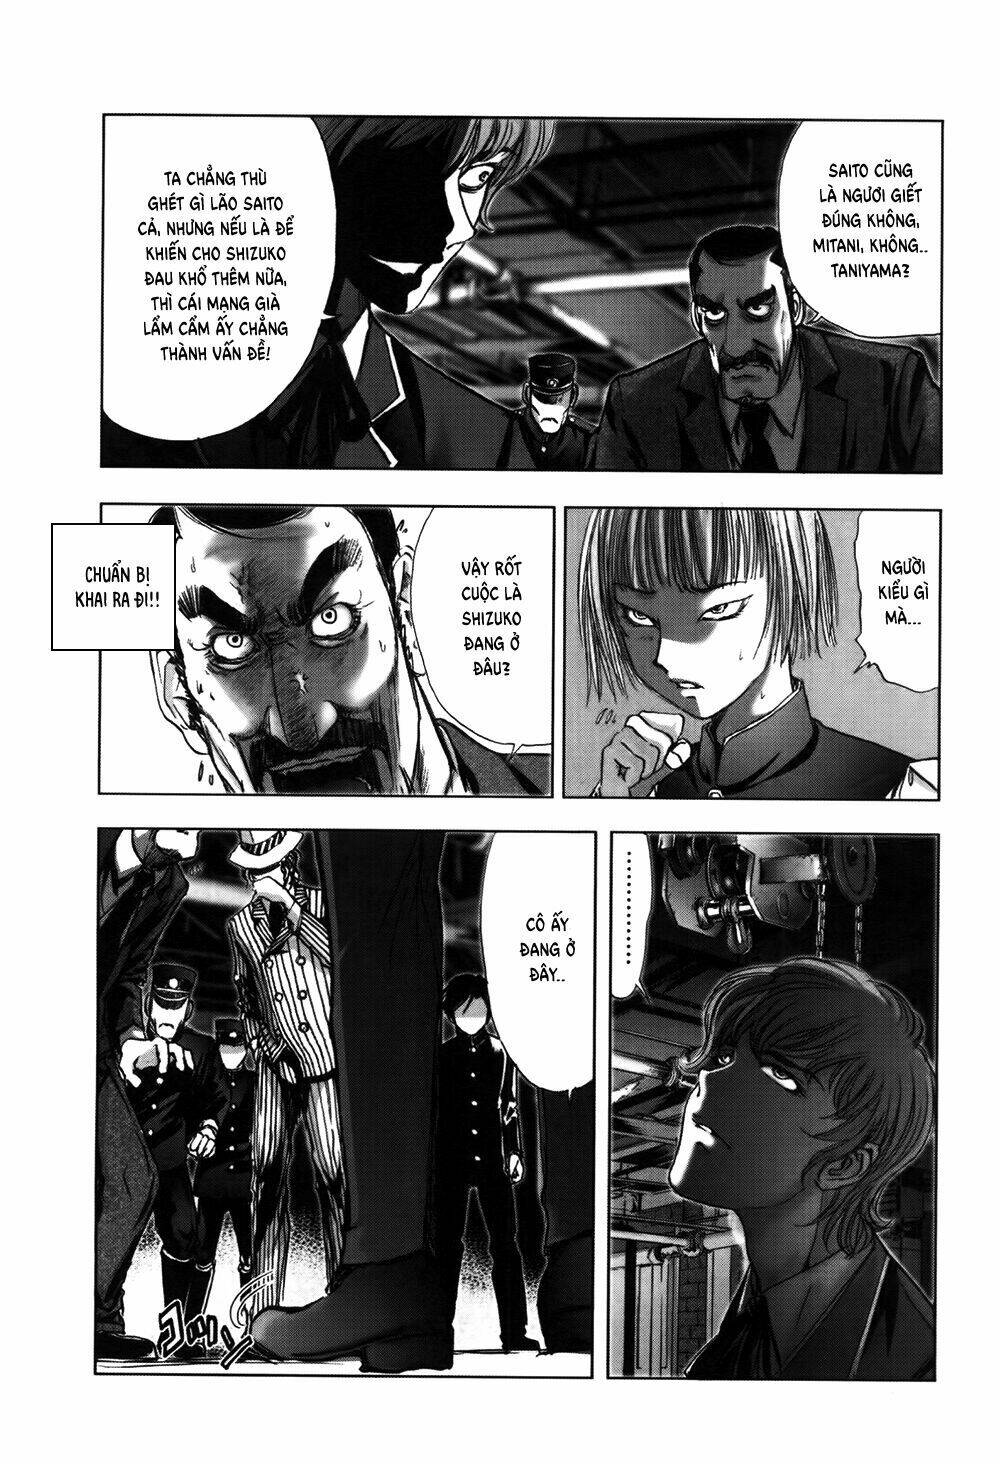 SAITO CŨNG
LÀ NGƯƠI GIẾT
ĐÚNG KHÔNG,
MITANI, KHÔNG..
TANIYAMA?
TA CHẲNG THÙ
GHÉT GÌ LÃO SAITO
CẢ, NHƯNG NẾU LÀ ĐỂ
KHIẾN CHO SHIZUKO
ĐAU KHỔ THÊM NỮA,
THÌ CÁI MẠNG GIÀ
LẨM CẨM ẤY CHẲNG
THÀNH VẤN ĐỀ!
NGƯỜI
KIỂU GÌ
MÀ...
VẬY RỐT
CUỘC LÀ
SHIZUKO
ĐANG Ở
ĐÂU?
CHUẨN BỊ
KHAI RA ĐI!!
..........
CÔ ẤY
ĐANG Ở
ĐÂY..